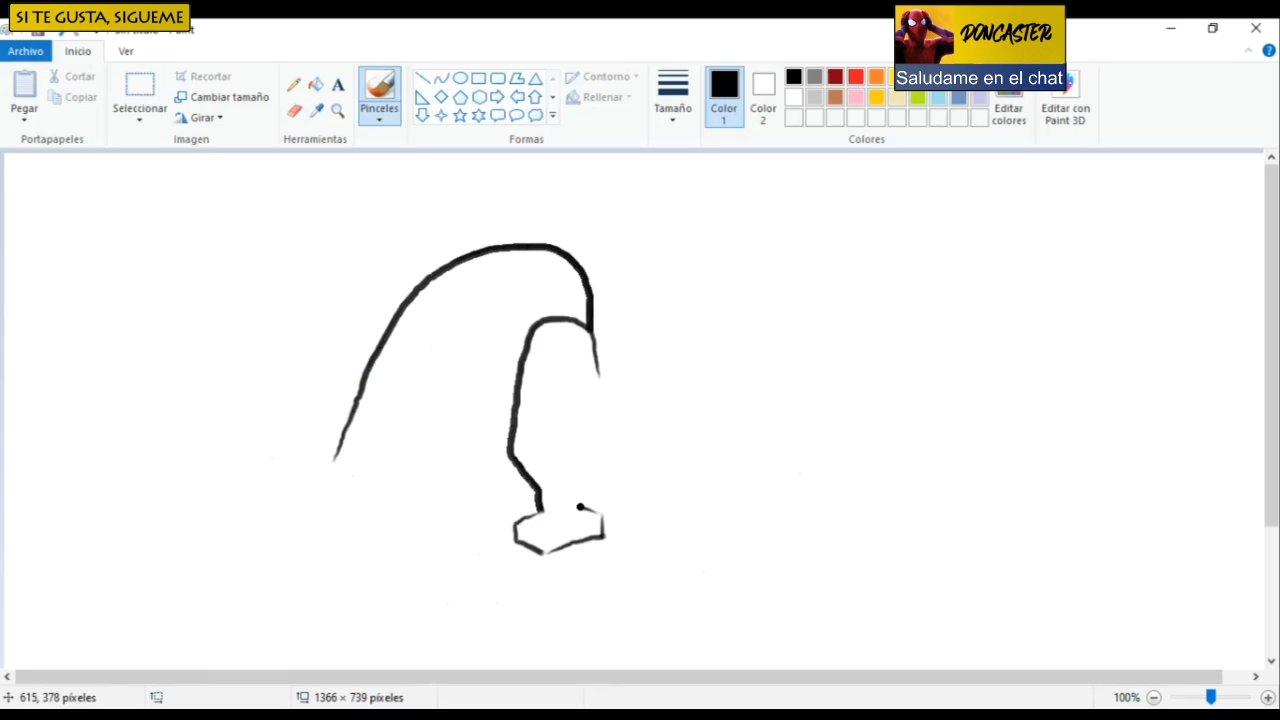 SI TE GUSTA, SIGUEME
DONCASTER
Saludame en el chat
Archivo
Inicio
Ver
Pegar
Cortar
Copiar
Portapapeles
Seleccionar
Recortar
Cambiar tamaño
Girar
Imagen
A
Herramientas
Pinceles
Formas
Contorno
Rellenar
Tamaño
Color
1
Color
2
Colores
Editar
colores
Editar con
Paint 3D
615, 378 píxeles
1366 × 739 píxeles
100%